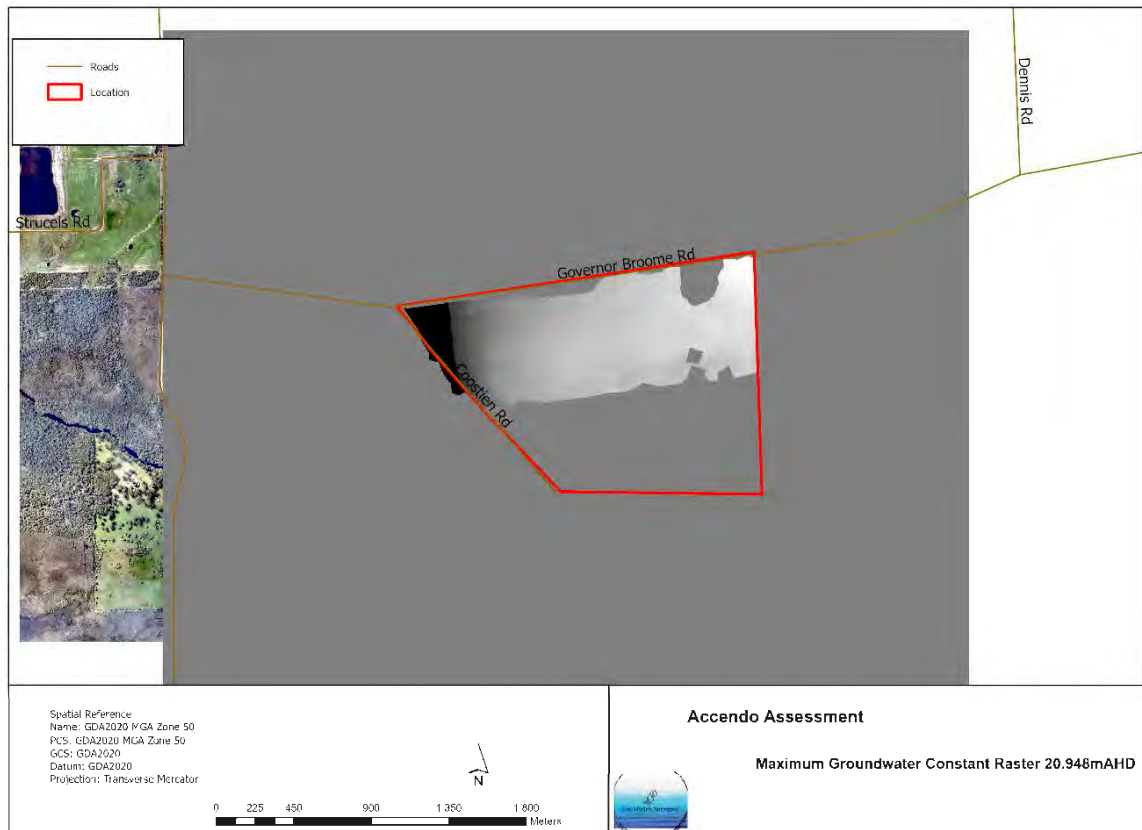 Roads
Location
Dennis Rd
Strucels Rd
Governor Broome Rd
Coostien Rd
Spatial Reference
Name: GDA2020 MGA Zone 50
PCS: GDA2020 MGA Zone 50
GCS: GDA2020
Datum: GDA2020
Projection: Transverse Mercator
N
0 225 450 900 1 350 1 800
Meters
Accendo Assessment
Maximum Groundwater Constant Raster 20.948mAHD